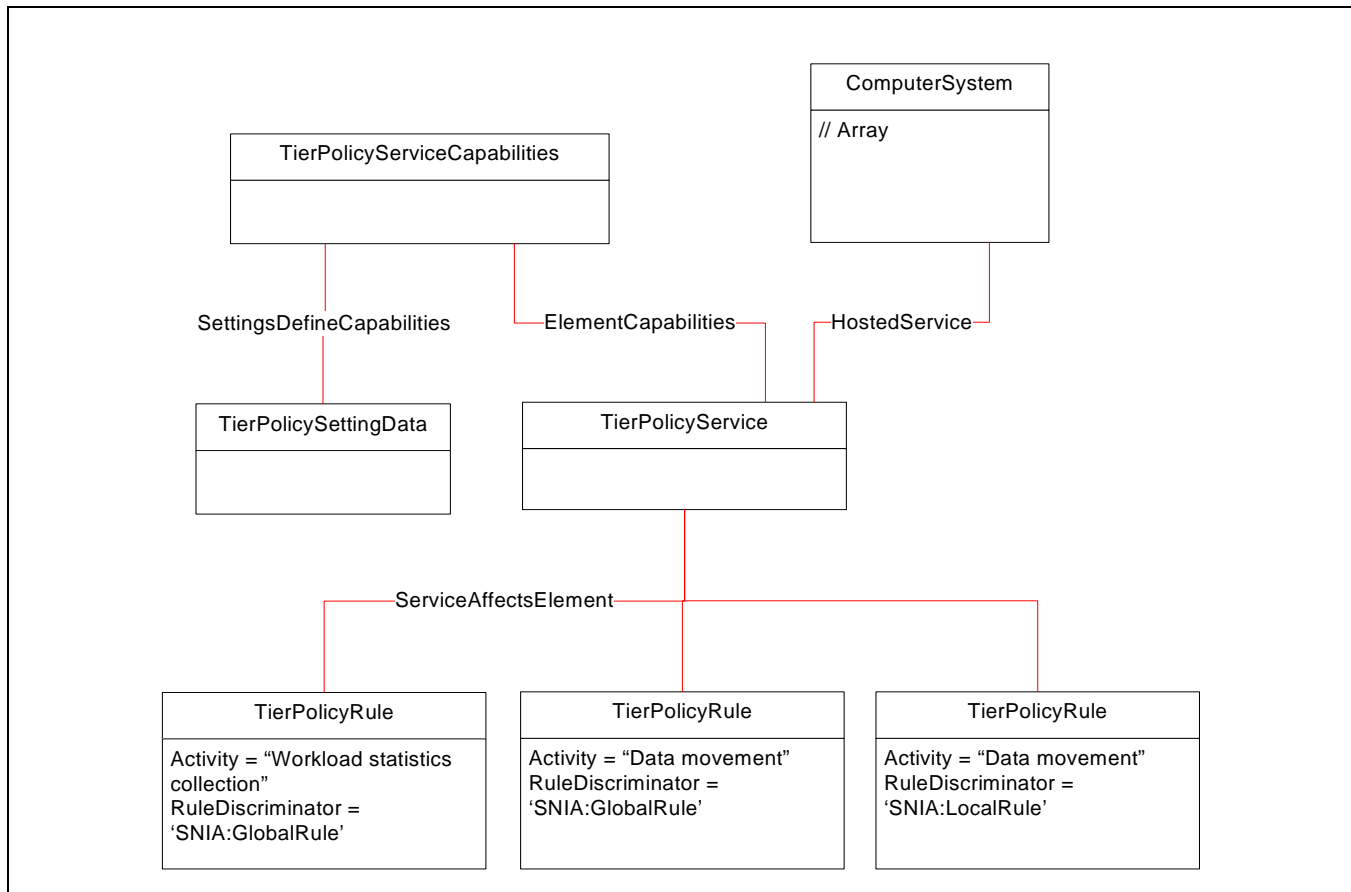 ComputerSystem
// Array
TierPolicyServiceCapabilities
SettingsDefineCapabilities
ElementCapabilities
HostedService
TierPolicySettingData
TierPolicyService
ServiceAffectsElement
TierPolicyRule
Activity = “Workload statistics
collection”
RuleDiscriminator =
‘SNIA:GlobalRule’
TierPolicyRule
Activity = “Data movement”
RuleDiscriminator =
‘SNIA:GlobalRule’
TierPolicyRule
Activity = “Data movement”
RuleDiscriminator =
‘SNIA:LocalRule’